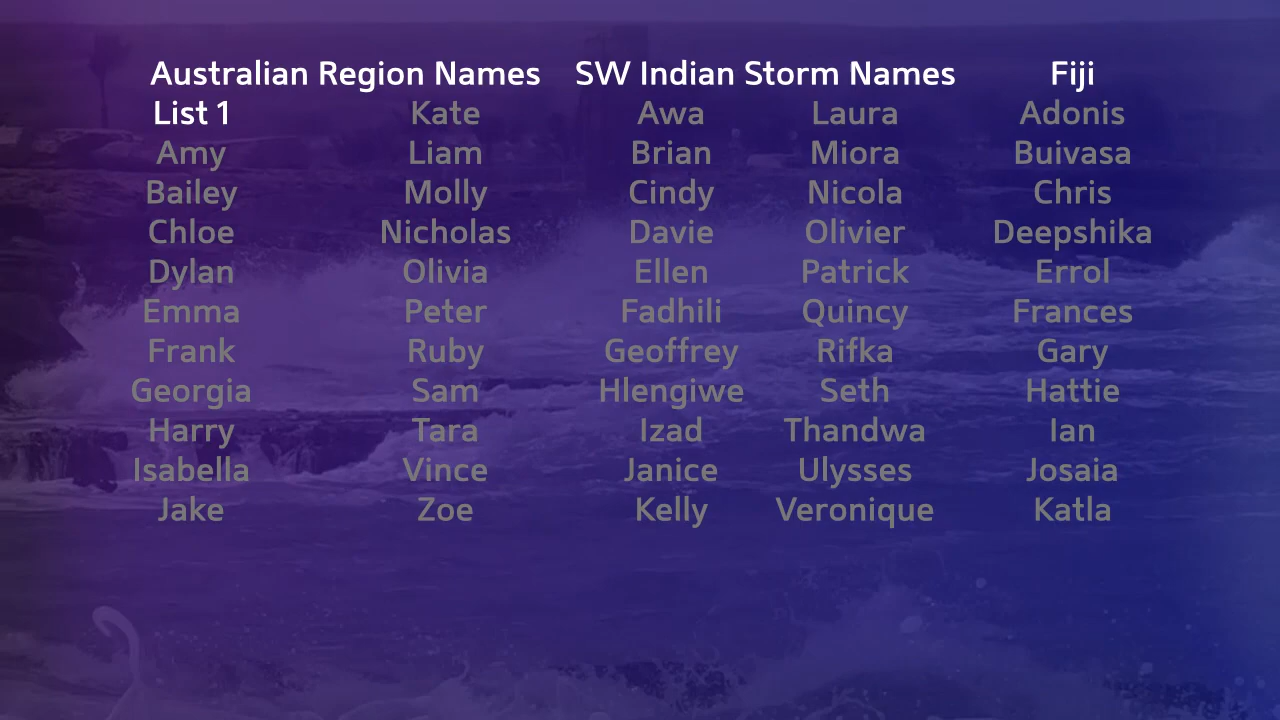 Australian Region Names SW Indian Storm Names Fiji
List 1 Kate Awa Laura Adonis
Amy Liam Brian Miora Buivasa
Bailey Molly Cindy Nicola Chris
Chloe Nicholas Davie Olivier Deepshika
Dylan Olivia Ellen Patrick Errol
Emma Peter Fadhili Quincy Frances
Frank Ruby Geoffrey Rifka Gary
Georgia Sam Hlengiwe Seth Hattie
Harry Tara Izad Thandwa Ian
Isabella Vince Janice Ulysses Josaia
Jake Zoe Kelly Veronique Katla